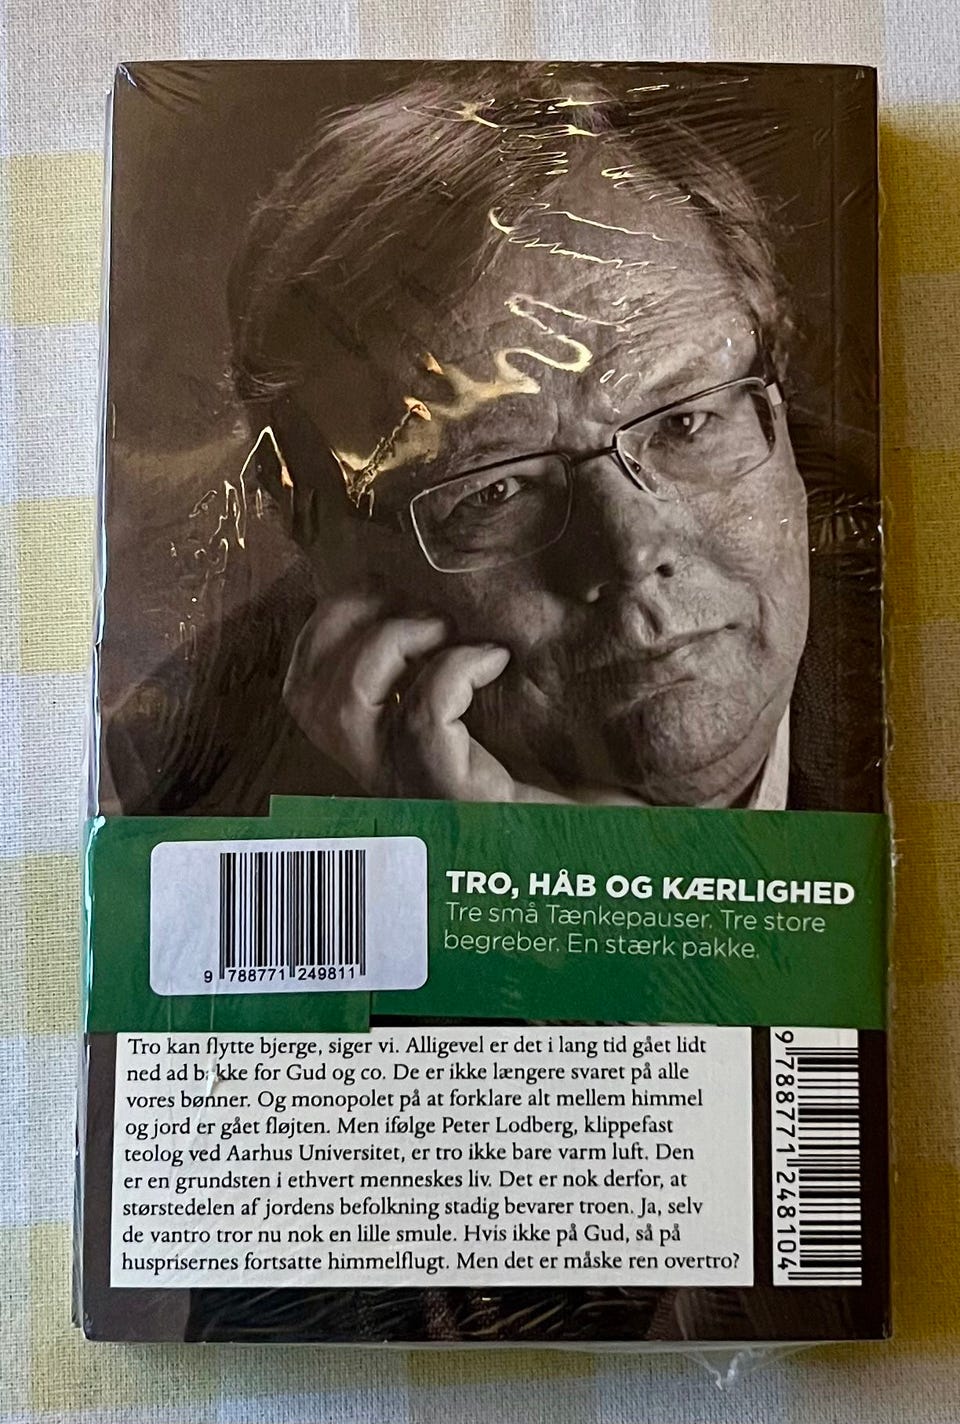 TRO, HÅB OG KÆRLIGHED
Tre små Tænkepauser. Tre store
begreber. En stærk pakke.
9 788771 249811
Tro kan flytte bjerge, siger vi. Alligevel er det i lang tid gået lidt
ned ad bakke for Gud og co. De er ikke længere svaret på alle
vores bønner. Og monopolet på at forklare alt mellem himmel
og jord er gået fløjten. Men ifølge Peter Lodberg, klippefast
teolog ved Aarhus Universitet, er tro ikke bare varm luft. Den
er en grundsten i ethvert menneskes liv. Det er nok derfor, at
størstedelen af jordens befolkning stadig bevarer troen. Ja, selv
de vantro tror nu nok en lille smule. Hvis ikke på Gud, så på
husprisernes fortsatte himmelflugt. Men det er måske ren overtro?
9 788771 248104